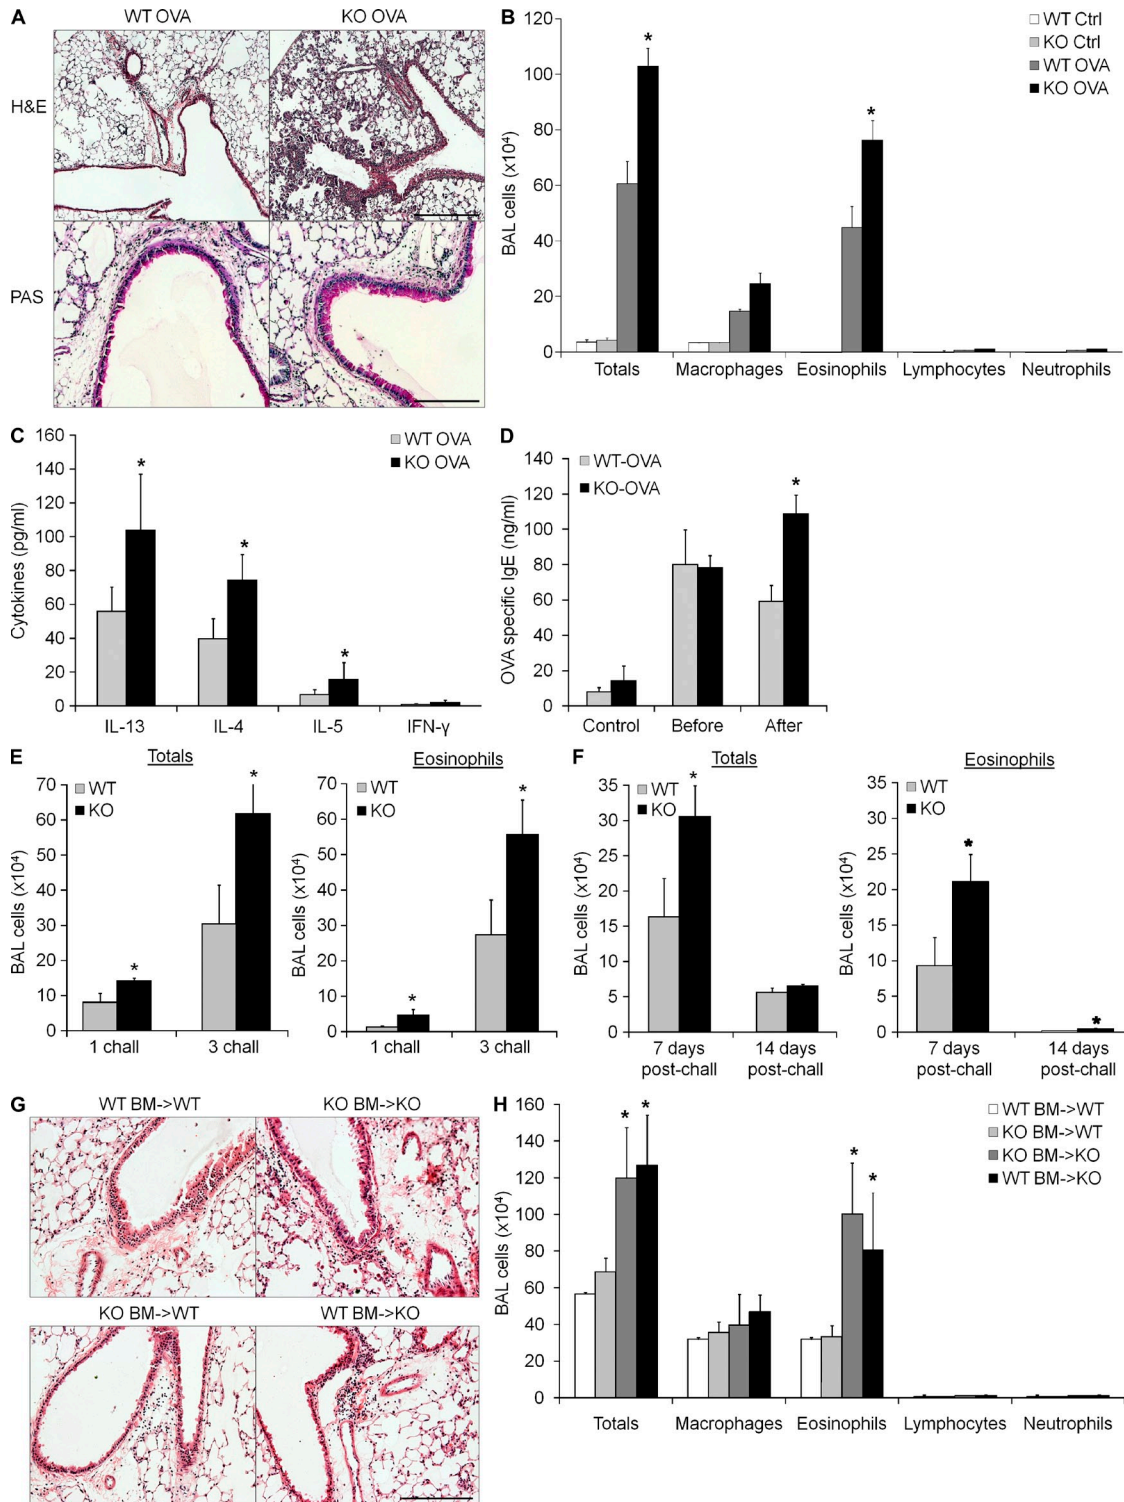 A
WT OVA
KO OVA
H&E
PAS
B
BAL cells (x10⁴)
120
100
80
60
40
20
0
WT Ctrl
KO Ctrl
WT OVA
KO OVA
*
*
Totals
Macrophages
Eosinophils
Lymphocytes
Neutrophils
C
Cytokines (pg/ml)
160
140
120
100
80
60
40
20
0
WT OVA
KO OVA
*
*
*
IL-13
IL-4
IL-5
IFN-γ
D
OVA specific IgE (ng/ml)
140
120
100
80
60
40
20
0
WT-OVA
KO-OVA
*
Control
Before
After
E
Totals
BAL cells (x10⁴)
70
60
50
40
30
20
10
0
WT
KO
*
*
1 chall
3 chall
Eosinophils
BAL cells (x10⁴)
70
60
50
40
30
20
10
0
WT
KO
*
*
1 chall
3 chall
F
Totals
BAL cells (x10⁴)
35
30
25
20
15
10
5
0
WT
KO
*
7 days
post-chall
14 days
post-chall
Eosinophils
BAL cells (x10⁴)
35
30
25
20
15
10
5
0
WT
KO
*
*
7 days
post-chall
14 days
post-chall
G
WT BM->WT
KO BM->KO
KO BM->WT
WT BM->KO
H
BAL cells (x10⁴)
160
140
120
100
80
60
40
20
0
WT BM->WT
KO BM->WT
KO BM->KO
WT BM->KO
*
*
*
*
Totals
Macrophages
Eosinophils
Lymphocytes
Neutrophils